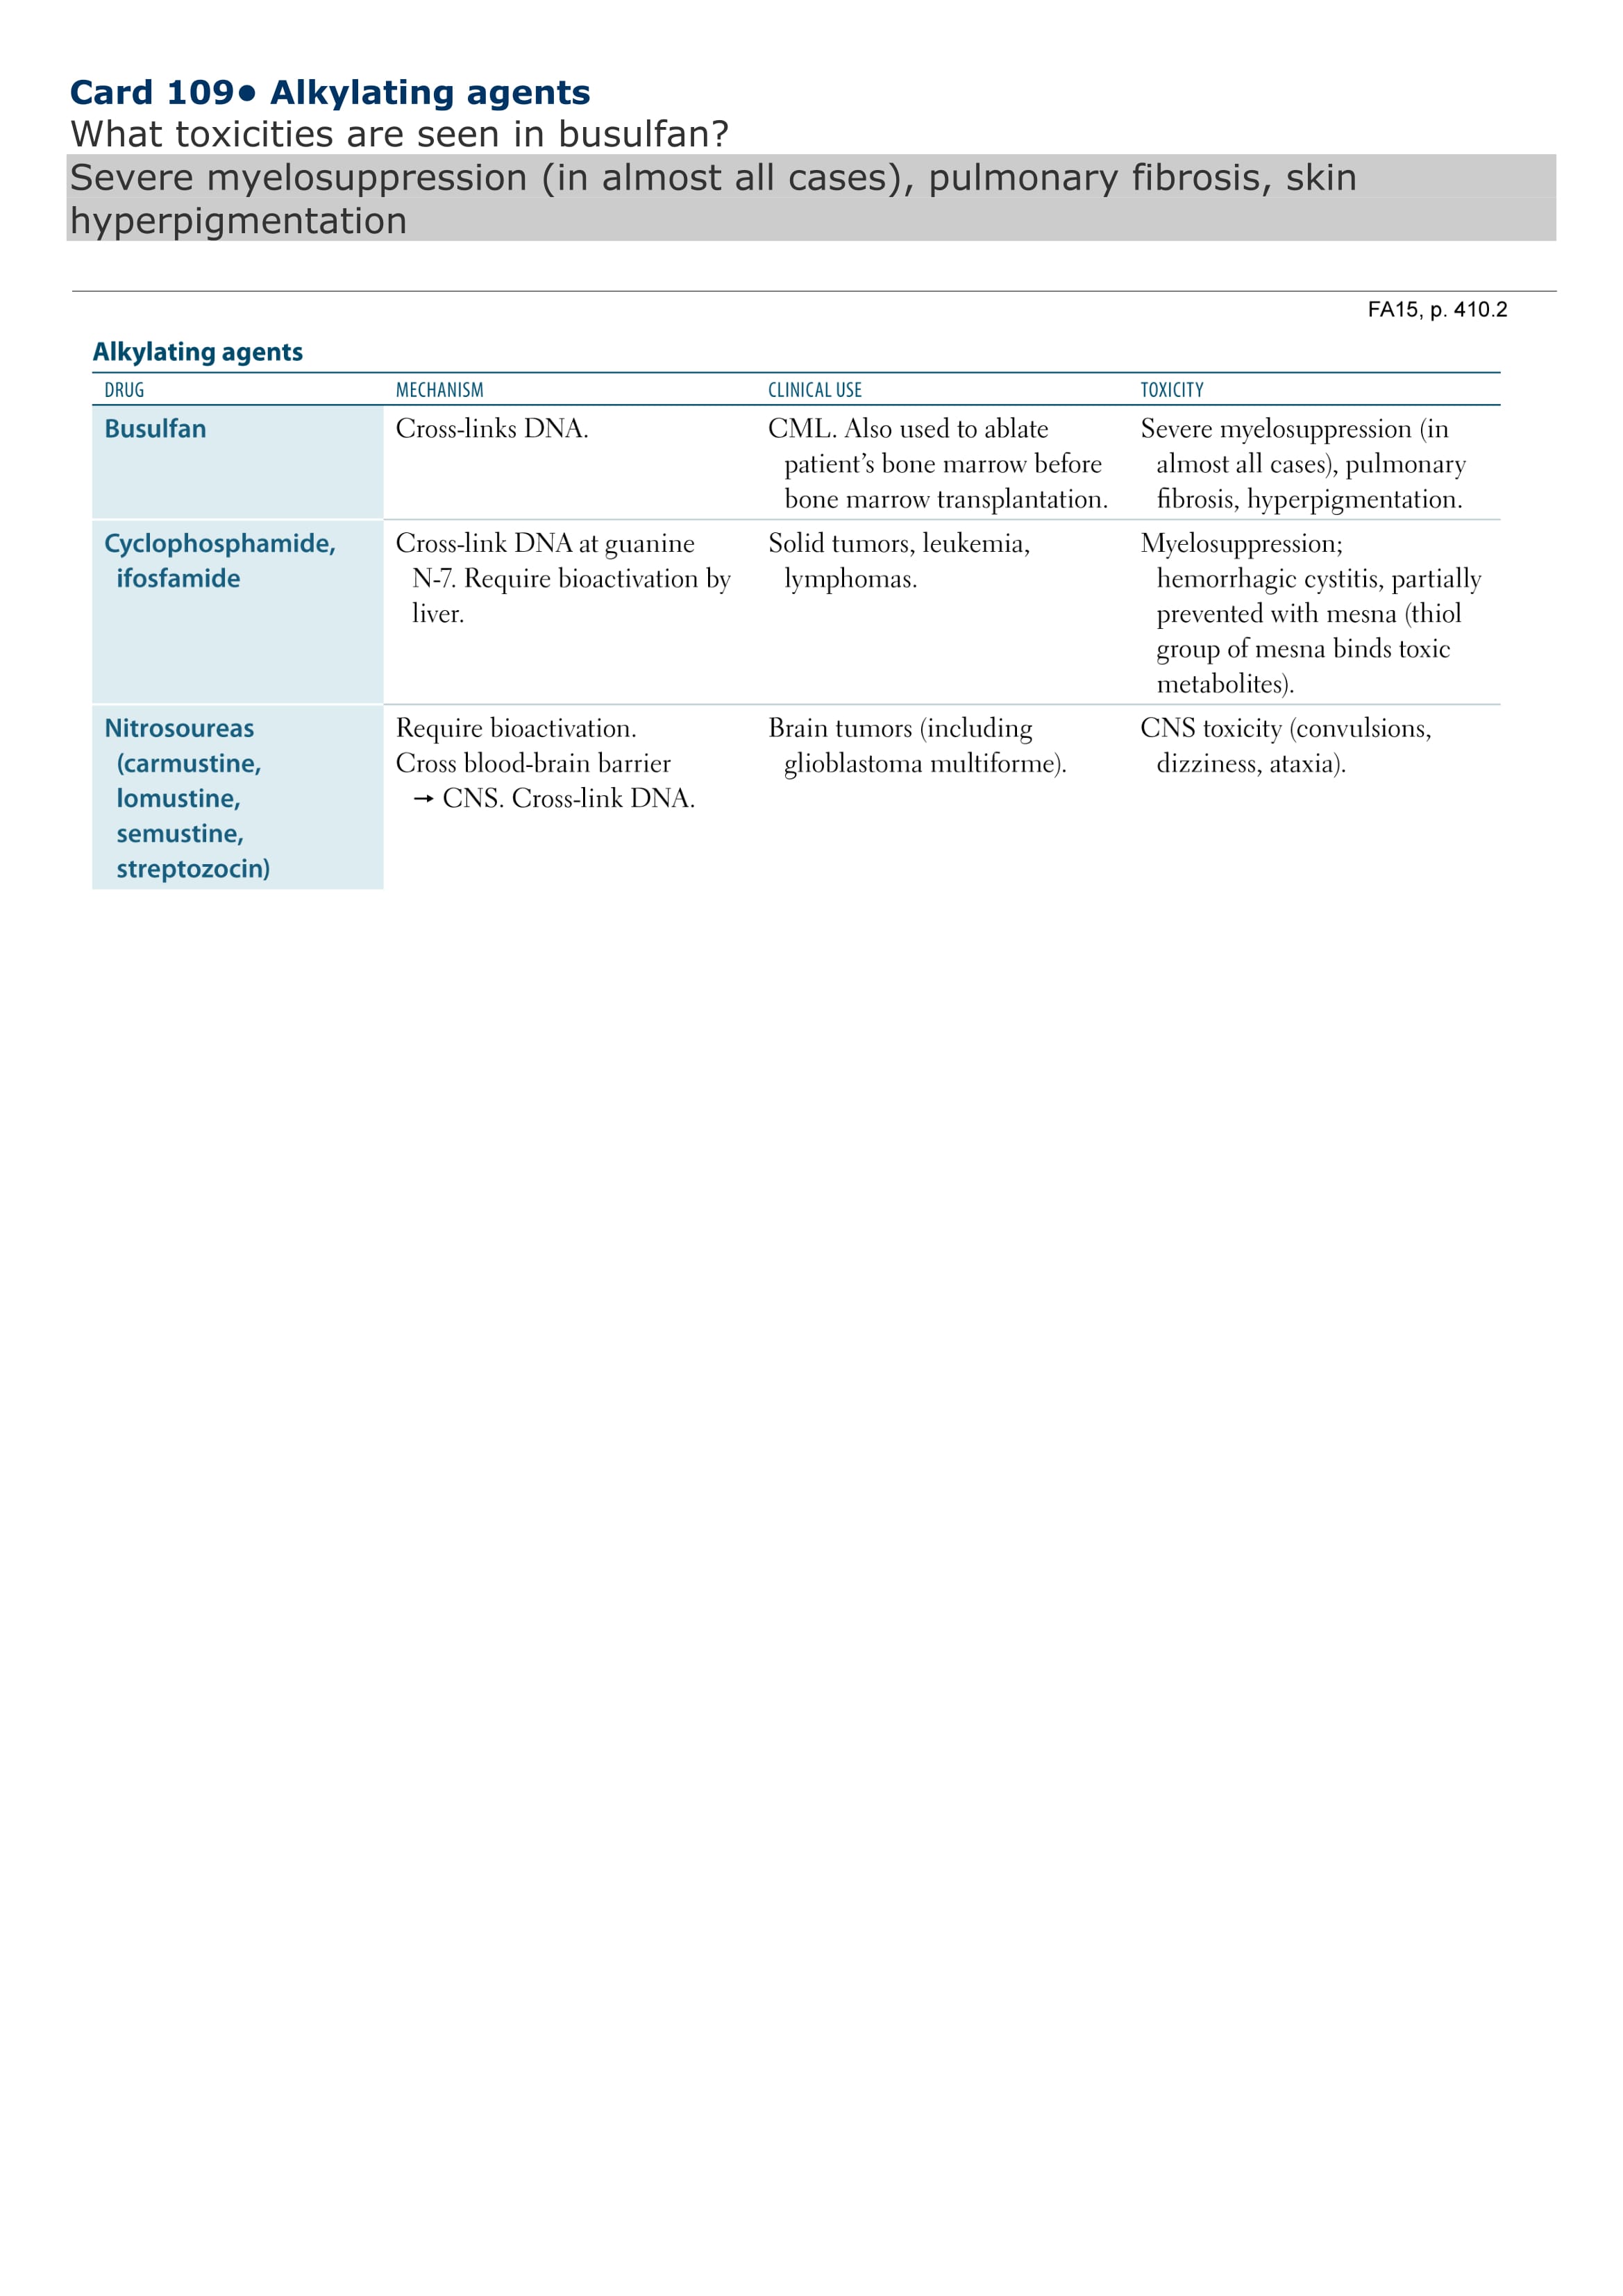 Card 109• Alkylating agents
What toxicities are seen in busulfan?
Severe myelosuppression (in almost all cases), pulmonary fibrosis, skin
hyperpigmentation
FA15, p. 410.2
Alkylating agents
DRUG MECHANISM CLINICAL USE TOXICITY
Busulfan Cross-links DNA. CML. Also used to ablate Severe myelosuppression (in
patient’s bone marrow before almost all cases), pulmonary
bone marrow transplantation. fibrosis, hyperpigmentation.
Cyclophosphamide, Cross-link DNA at guanine Solid tumors, leukemia, Myelosuppression;
ifosfamide N-7. Require bioactivation by lymphomas. hemorrhagic cystitis, partially
liver. prevented with mesna (thiol
group of mesna binds toxic
metabolites).
Nitrosoureas Require bioactivation. Brain tumors (including CNS toxicity (convulsions,
(carmustine, Cross blood-brain barrier glioblastoma multiforme). dizziness, ataxia).
lomustine, → CNS. Cross-link DNA.
semustine,
streptozocin)